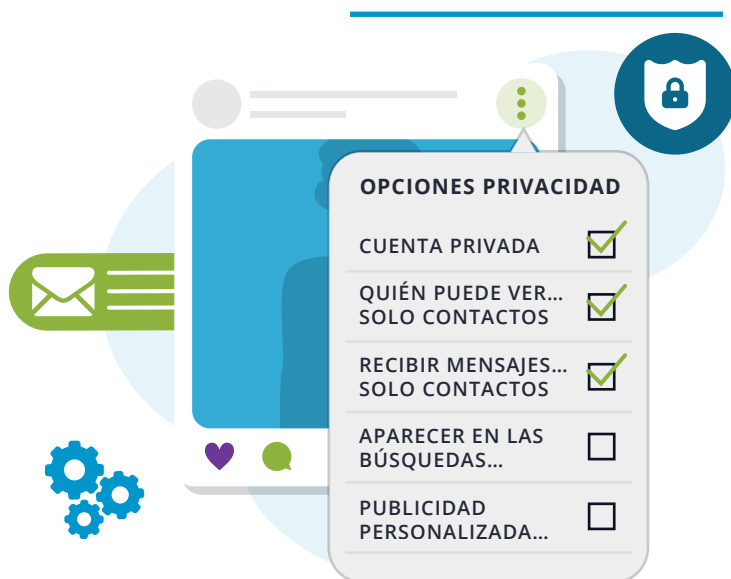 OPCIONES PRIVACIDAD
CUENTA PRIVADA
QUIÉN PUEDE VER...
SOLO CONTACTOS
RECIBIR MENSAJES...
SOLO CONTACTOS
APARECER EN LAS
BÚSQUEDAS...
PUBLICIDAD
PERSONALIZADA...